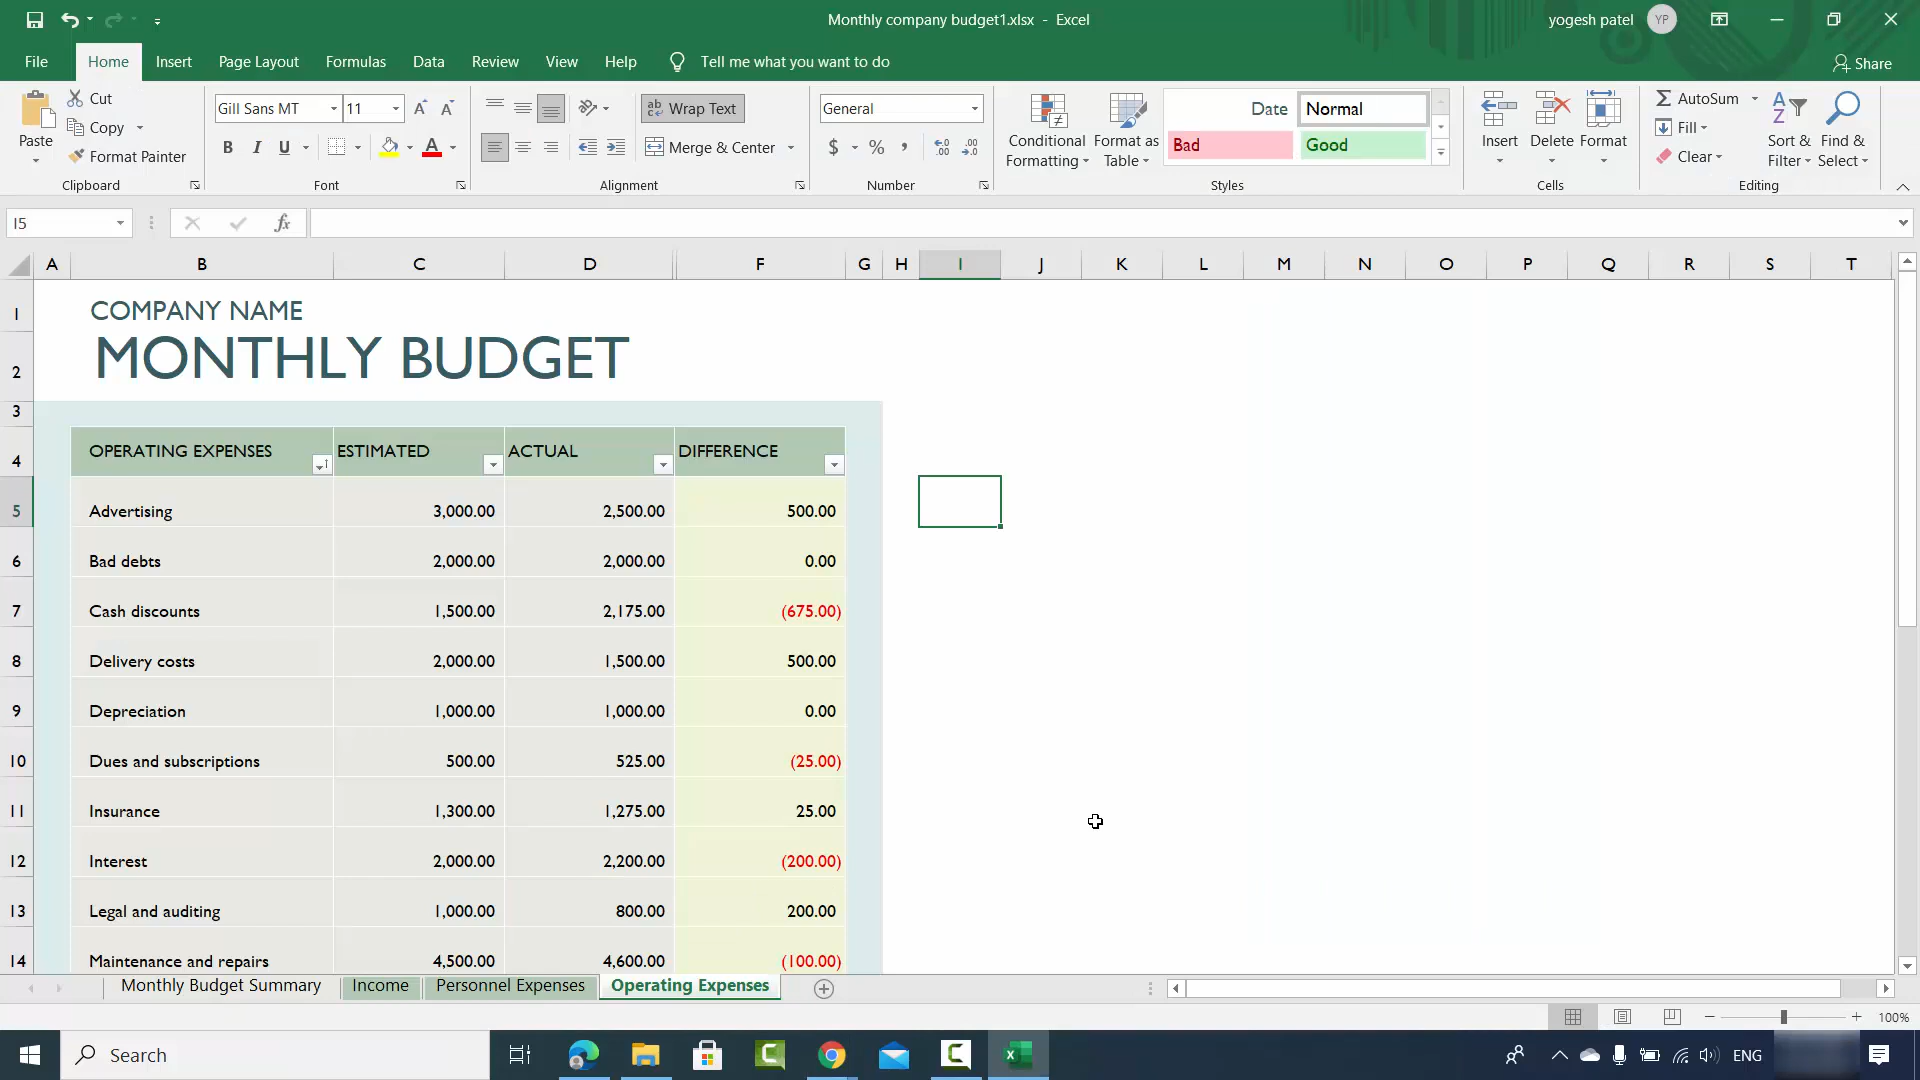 Monthly company budget1.xlsx - Excel
yogesh patel YP
File Home Insert Page Layout Formulas Data Review View Help Tell me what you want to do Share
Paste
Cut
Copy
Format Painter
Clipboard
Gill Sans MT 11
B I U A
Font
Wrap Text
Merge & Center
Alignment
General
$ % ,
Number
Conditional Formatting
Format as Table
Date Normal
Bad Good
Styles
Insert Delete Format
Cells
AutoSum
Fill
Clear
Sort & Filter
Find & Select
Editing
I5 fx
A B C D F G H I J K L M N O P Q R S T
1 COMPANY NAME
2 MONTHLY BUDGET
3
4 OPERATING EXPENSES ESTIMATED ACTUAL DIFFERENCE
5 Advertising 3,000.00 2,500.00 500.00
6 Bad debts 2,000.00 2,000.00 0.00
7 Cash discounts 1,500.00 2,175.00 (675.00)
8 Delivery costs 2,000.00 1,500.00 500.00
9 Depreciation 1,000.00 1,000.00 0.00
10 Dues and subscriptions 500.00 525.00 (25.00)
11 Insurance 1,300.00 1,275.00 25.00
12 Interest 2,000.00 2,200.00 (200.00)
13 Legal and auditing 1,000.00 800.00 200.00
14 Maintenance and repairs 4,500.00 4,600.00 (100.00)
Monthly Budget Summary Income Personnel Expenses Operating Expenses
100%
Search ENG